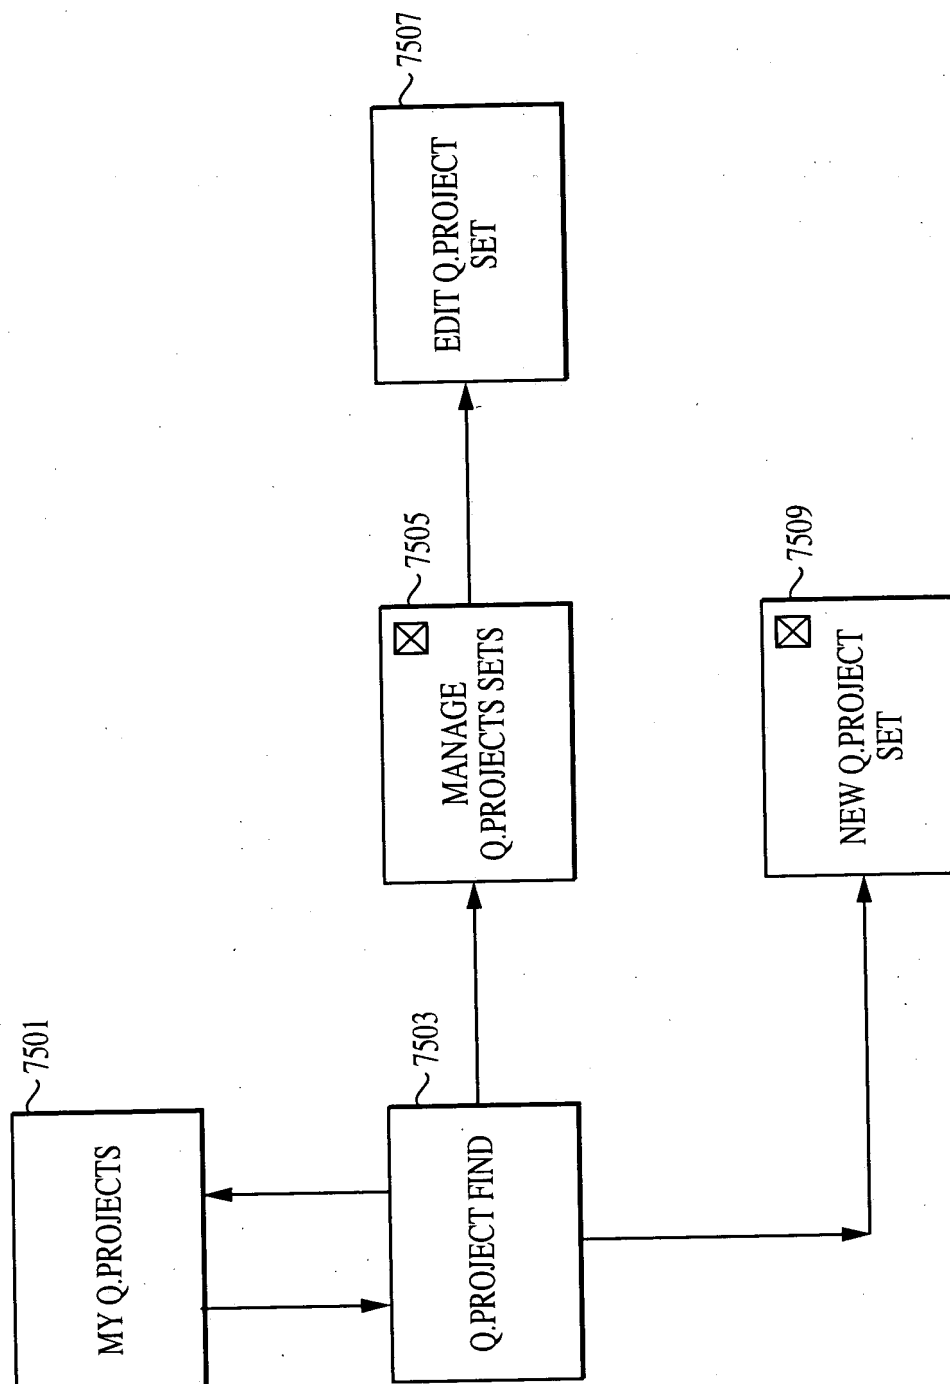 MY Q.PROJECTS
7501
Q.PROJECT FIND
7503
MANAGE
Q.PROJECTS SETS
7505
EDIT Q.PROJECT
SET
7507
NEW Q.PROJECT
SET
7509